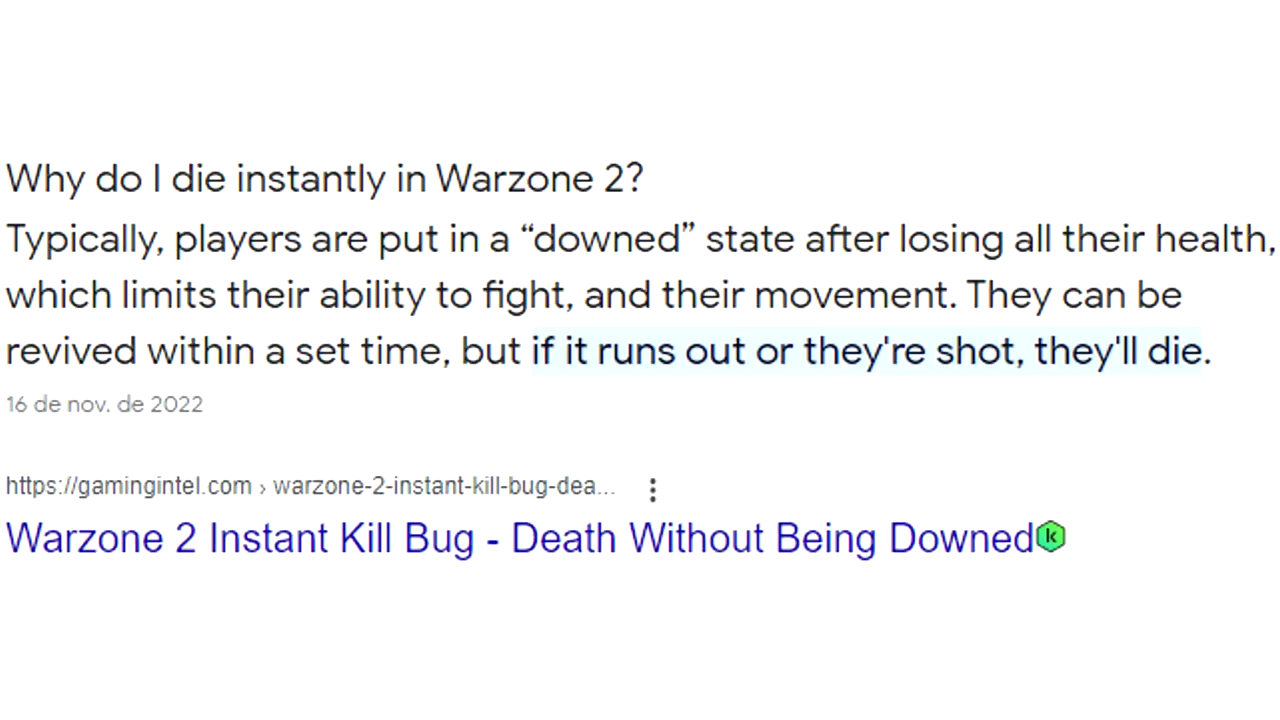 Why do I die instantly in Warzone 2?
Typically, players are put in a “downed” state after losing all their health,
which limits their ability to fight, and their movement. They can be
revived within a set time, but if it runs out or they're shot, they'll die.
16 de nov. de 2022
https://gamingintel.com › warzone-2-instant-kill-bug-dea...
Warzone 2 Instant Kill Bug - Death Without Being Downed
k